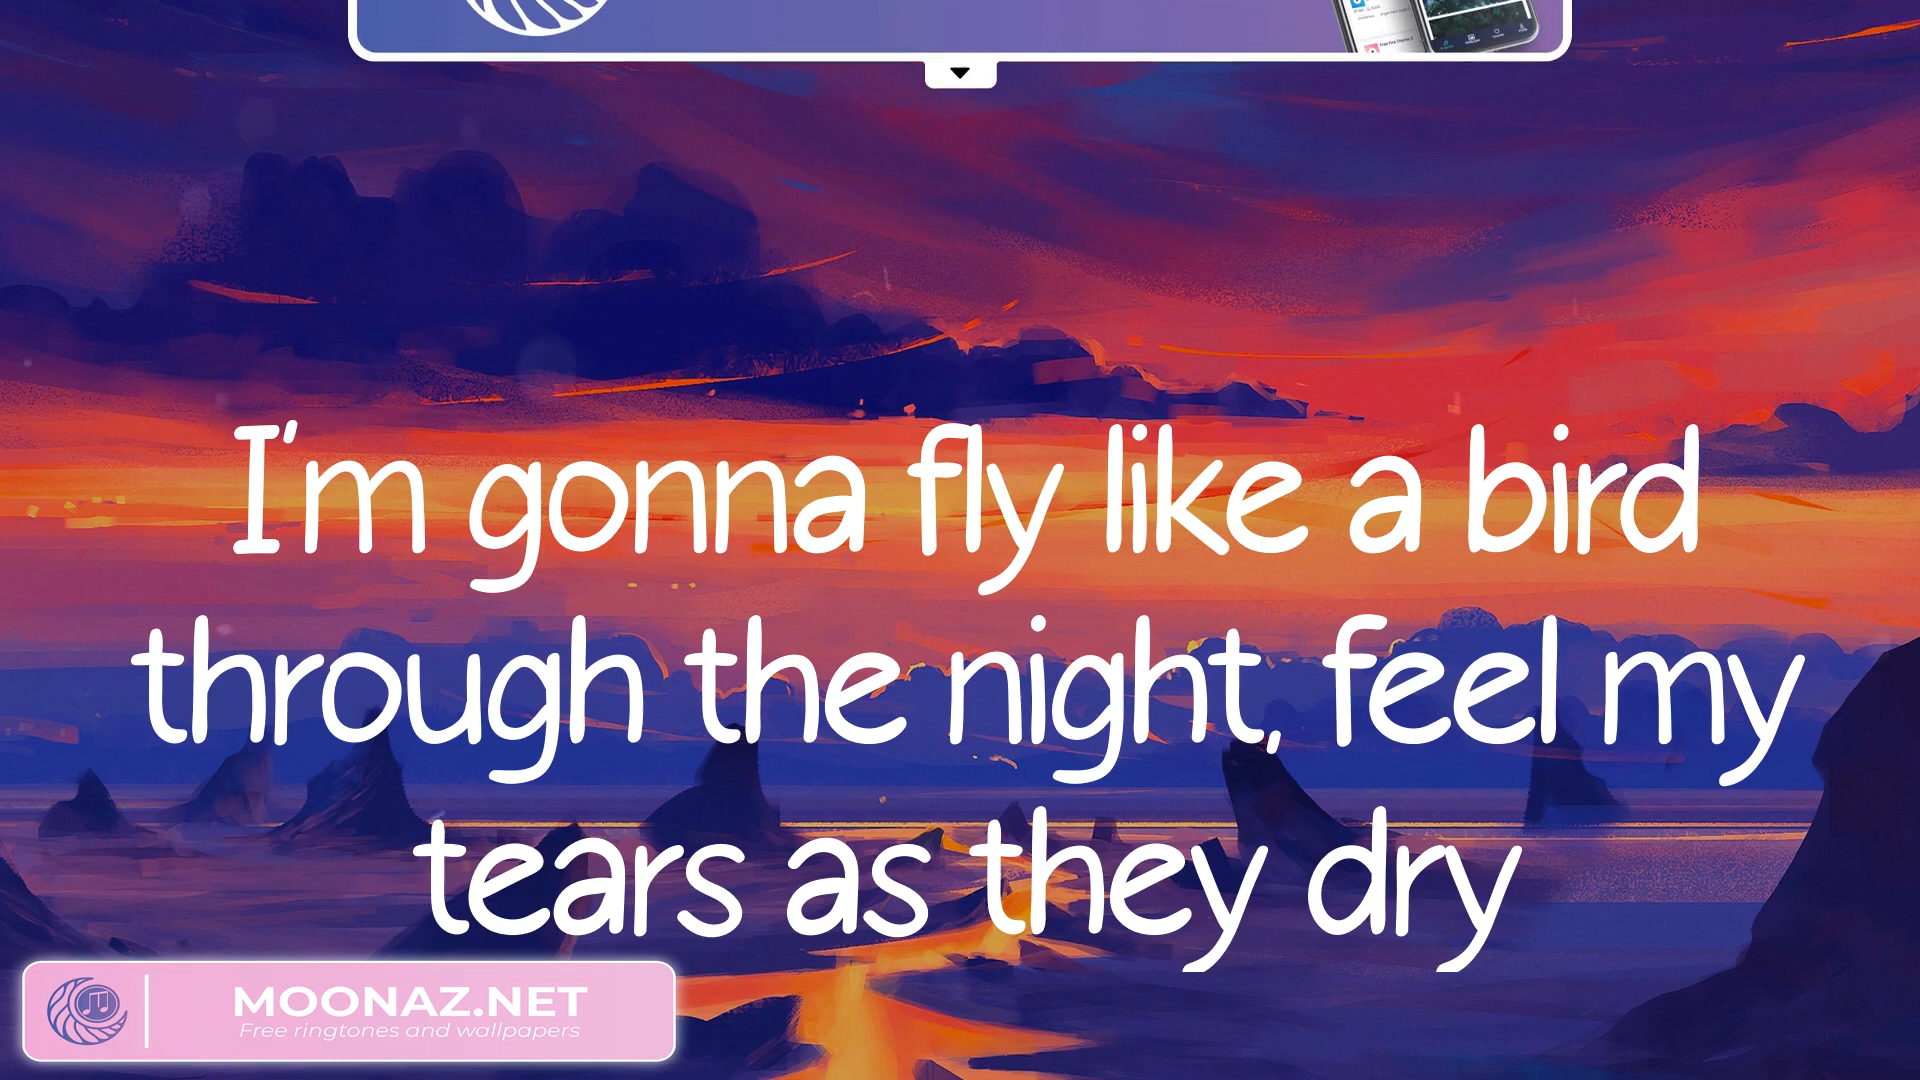 I'm gonna fly like a bird
through the night, feel my
tears as they dry
MOONAZ.NET
Free ringtones and wallpapers